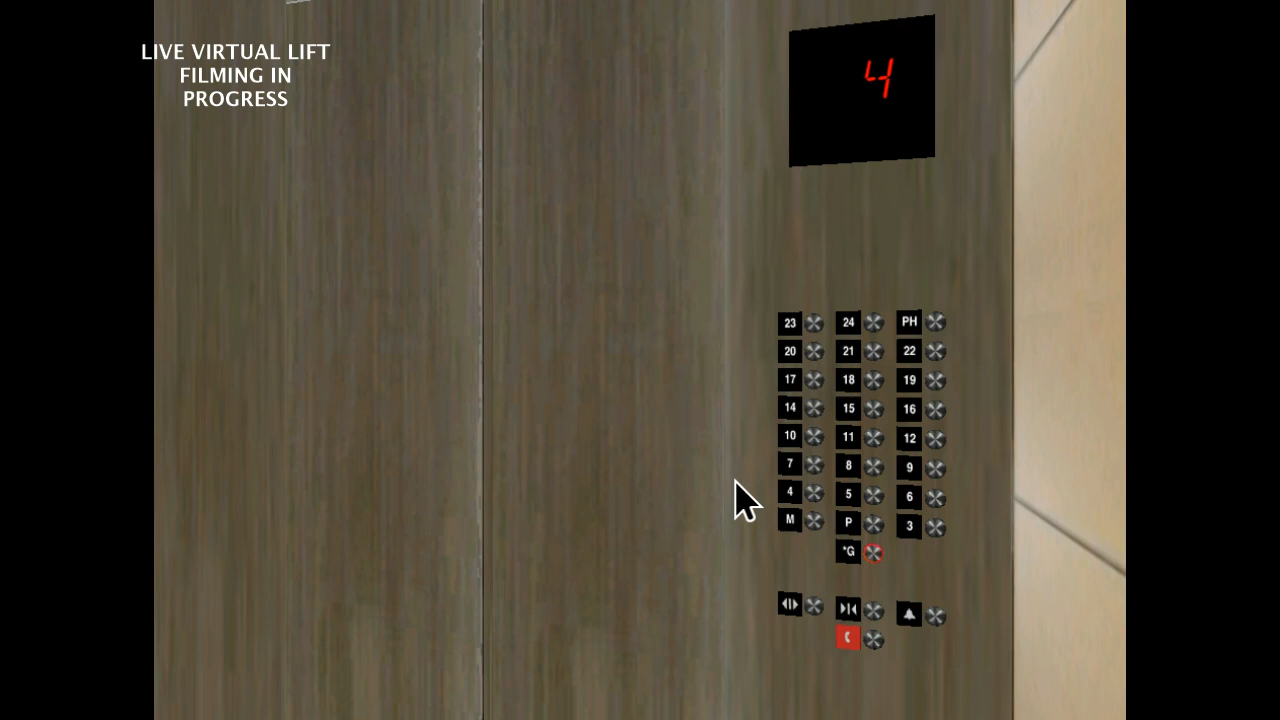 LIVE VIRTUAL LIFT
FILMING IN
PROGRESS
4
23 24 PH
20 21 22
17 18 19
14 15 16
10 11 12
7 8 9
4 5 6
M P 3
*G